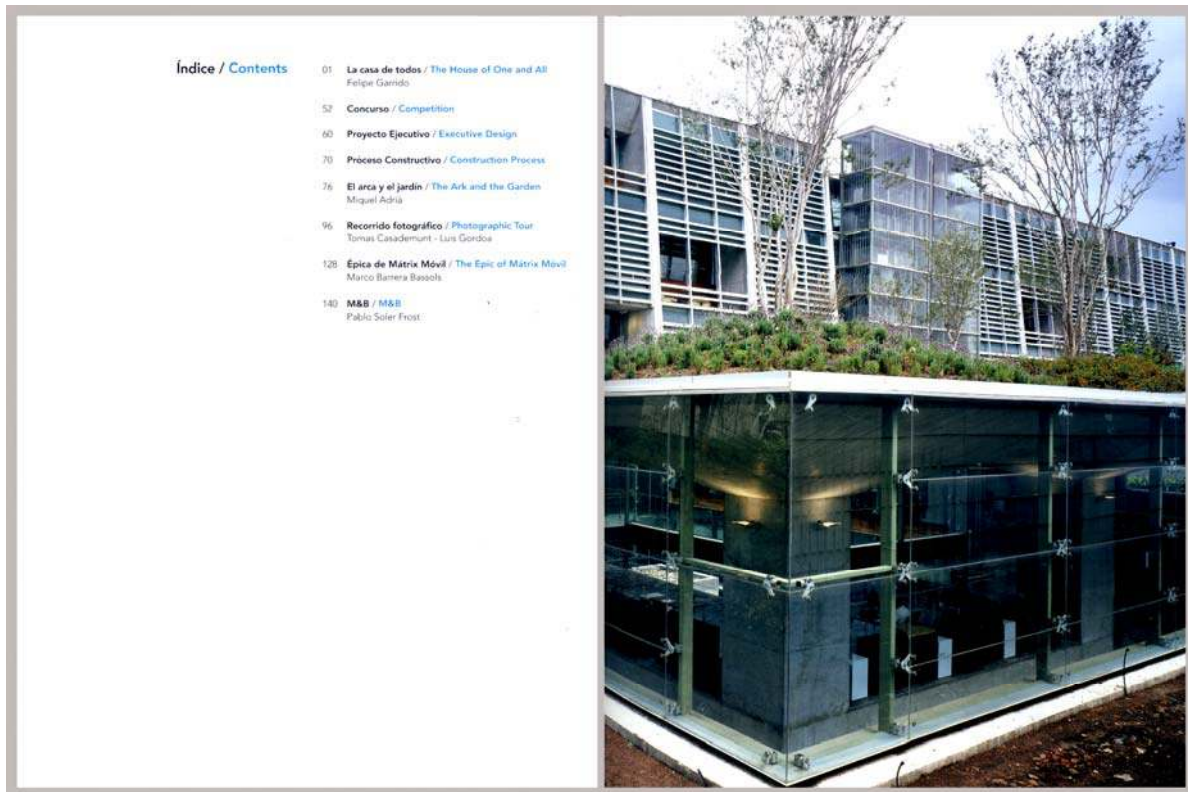 Índice / Contents
01 La casa de todos / The House of One and All
Felipe Garrido
52 Concurso / Competition
60 Proyecto Ejecutivo / Executive Design
70 Proceso Constructivo / Construction Process
76 El arca y el jardín / The Ark and the Garden
Miquel Adrià
96 Recorrido fotográfico / Photographic Tour
Tomas Casademunt - Luis Gordoa
128 Épica de Mátrix Móvil / The Epic of Mátrix Móvil
Marco Barrera Bassols
140 M&B / M&B
Pablo Soler Frost